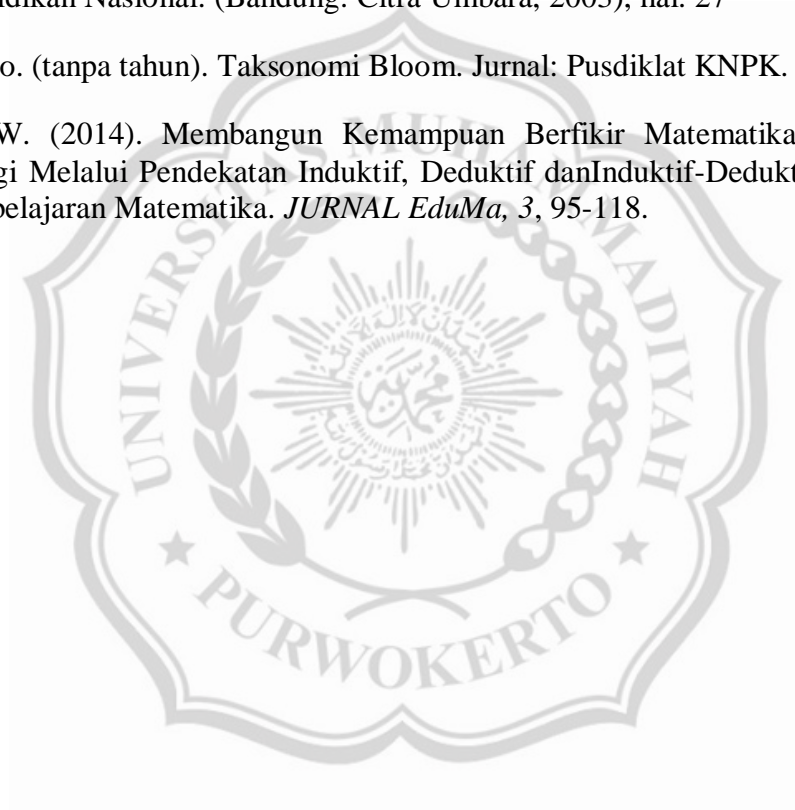 dikan Nasional. (Bandung: Citra Umbara, 2003), hal. 27
o. (tanpa tahun). Taksonomi Bloom. Jurnal: Pusdiklat KNPK.
W. (2014). Membangun Kemampuan Berfikir Matematika
gi Melalui Pendekatan Induktif, Deduktif danInduktif-Dedukt
pelajaran Matematika. JURNAL EduMa, 3, 95-118.
UNIVERSITAS MUHAMMADIYAH
PURWOKERTO